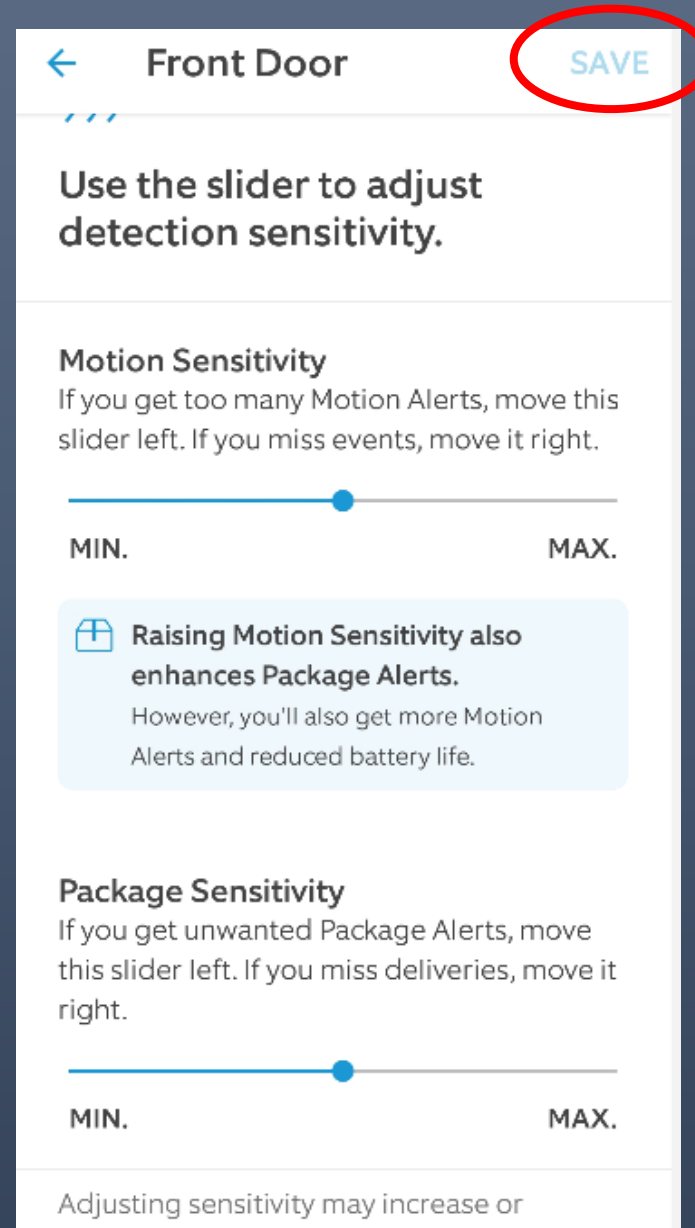 Front Door
SAVE
Use the slider to adjust
detection sensitivity.
Motion Sensitivity
If you get too many Motion Alerts, move this
slider left. If you miss events, move it right.
MIN.
MAX.
Raising Motion Sensitivity also
enhances Package Alerts.
However, you'll also get more Motion
Alerts and reduced battery life.
Package Sensitivity
If you get unwanted Package Alerts, move
this slider left. If you miss deliveries, move it
right.
MIN.
MAX.
Adjusting sensitivity may increase or